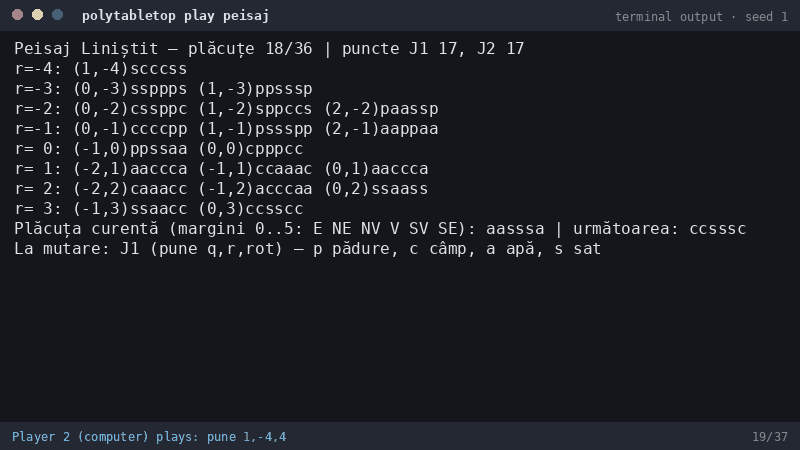 polytabletop play peisaj
terminal output · seed 1
Peisaj Liniștit — plăcuțe 18/36 | puncte J1 17, J2 17
r=-4: (1,-4)scccss
r=-3: (0,-3)ssppps (1,-3)ppsssp
r=-2: (0,-2)cssppc (1,-2)sppccs (2,-2)paassp
r=-1: (0,-1)ccccpp (1,-1)pssspp (2,-1)aappaa
r= 0: (-1,0)ppssaa (0,0)cpppcc
r= 1: (-2,1)aaccca (-1,1)ccaaac (0,1)aaccca
r= 2: (-2,2)caaacc (-1,2)acccaa (0,2)ssaass
r= 3: (-1,3)ssaacc (0,3)ccsscc
Plăcuța curentă (margini 0..5: E NE NV V SV SE): aasssa | următoarea: ccsssc
La mutare: J1 (pune q,r,rot) — p pădure, c câmp, a apă, s sat
Player 2 (computer) plays: pune 1,-4,4
19/37